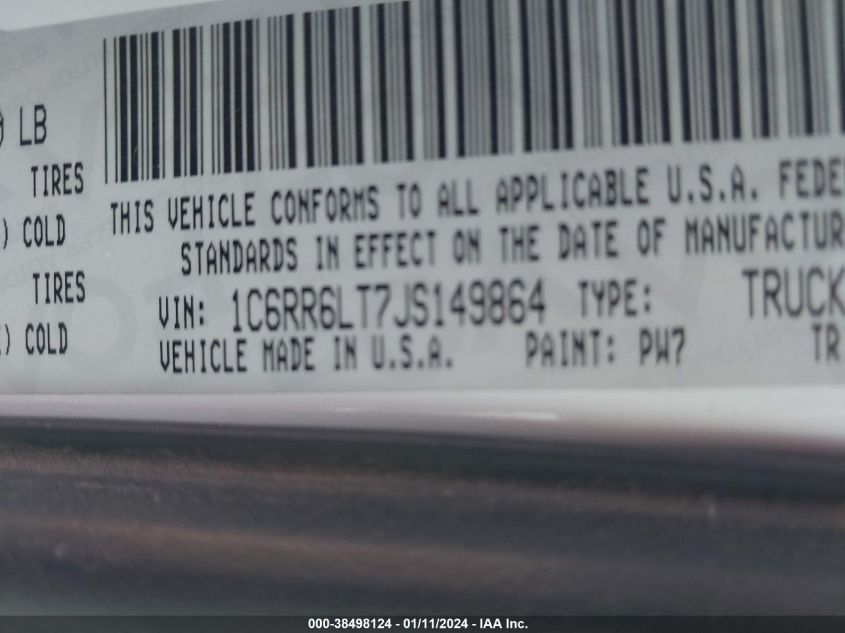 LB
TIRES
) COLD
TIRES
) COLD
THIS VEHICLE CONFORMS TO ALL APPLICABLE U.S.A. FEDE
STANDARDS IN EFFECT ON THE DATE OF MANUFACTUR
VIN: 1C6RR6LT7JS149864 TYPE: TRUCK
VEHICLE MADE IN U.S.A. PAINT: PW7 TR
000-38498124 - 01/11/2024 - IAA Inc.